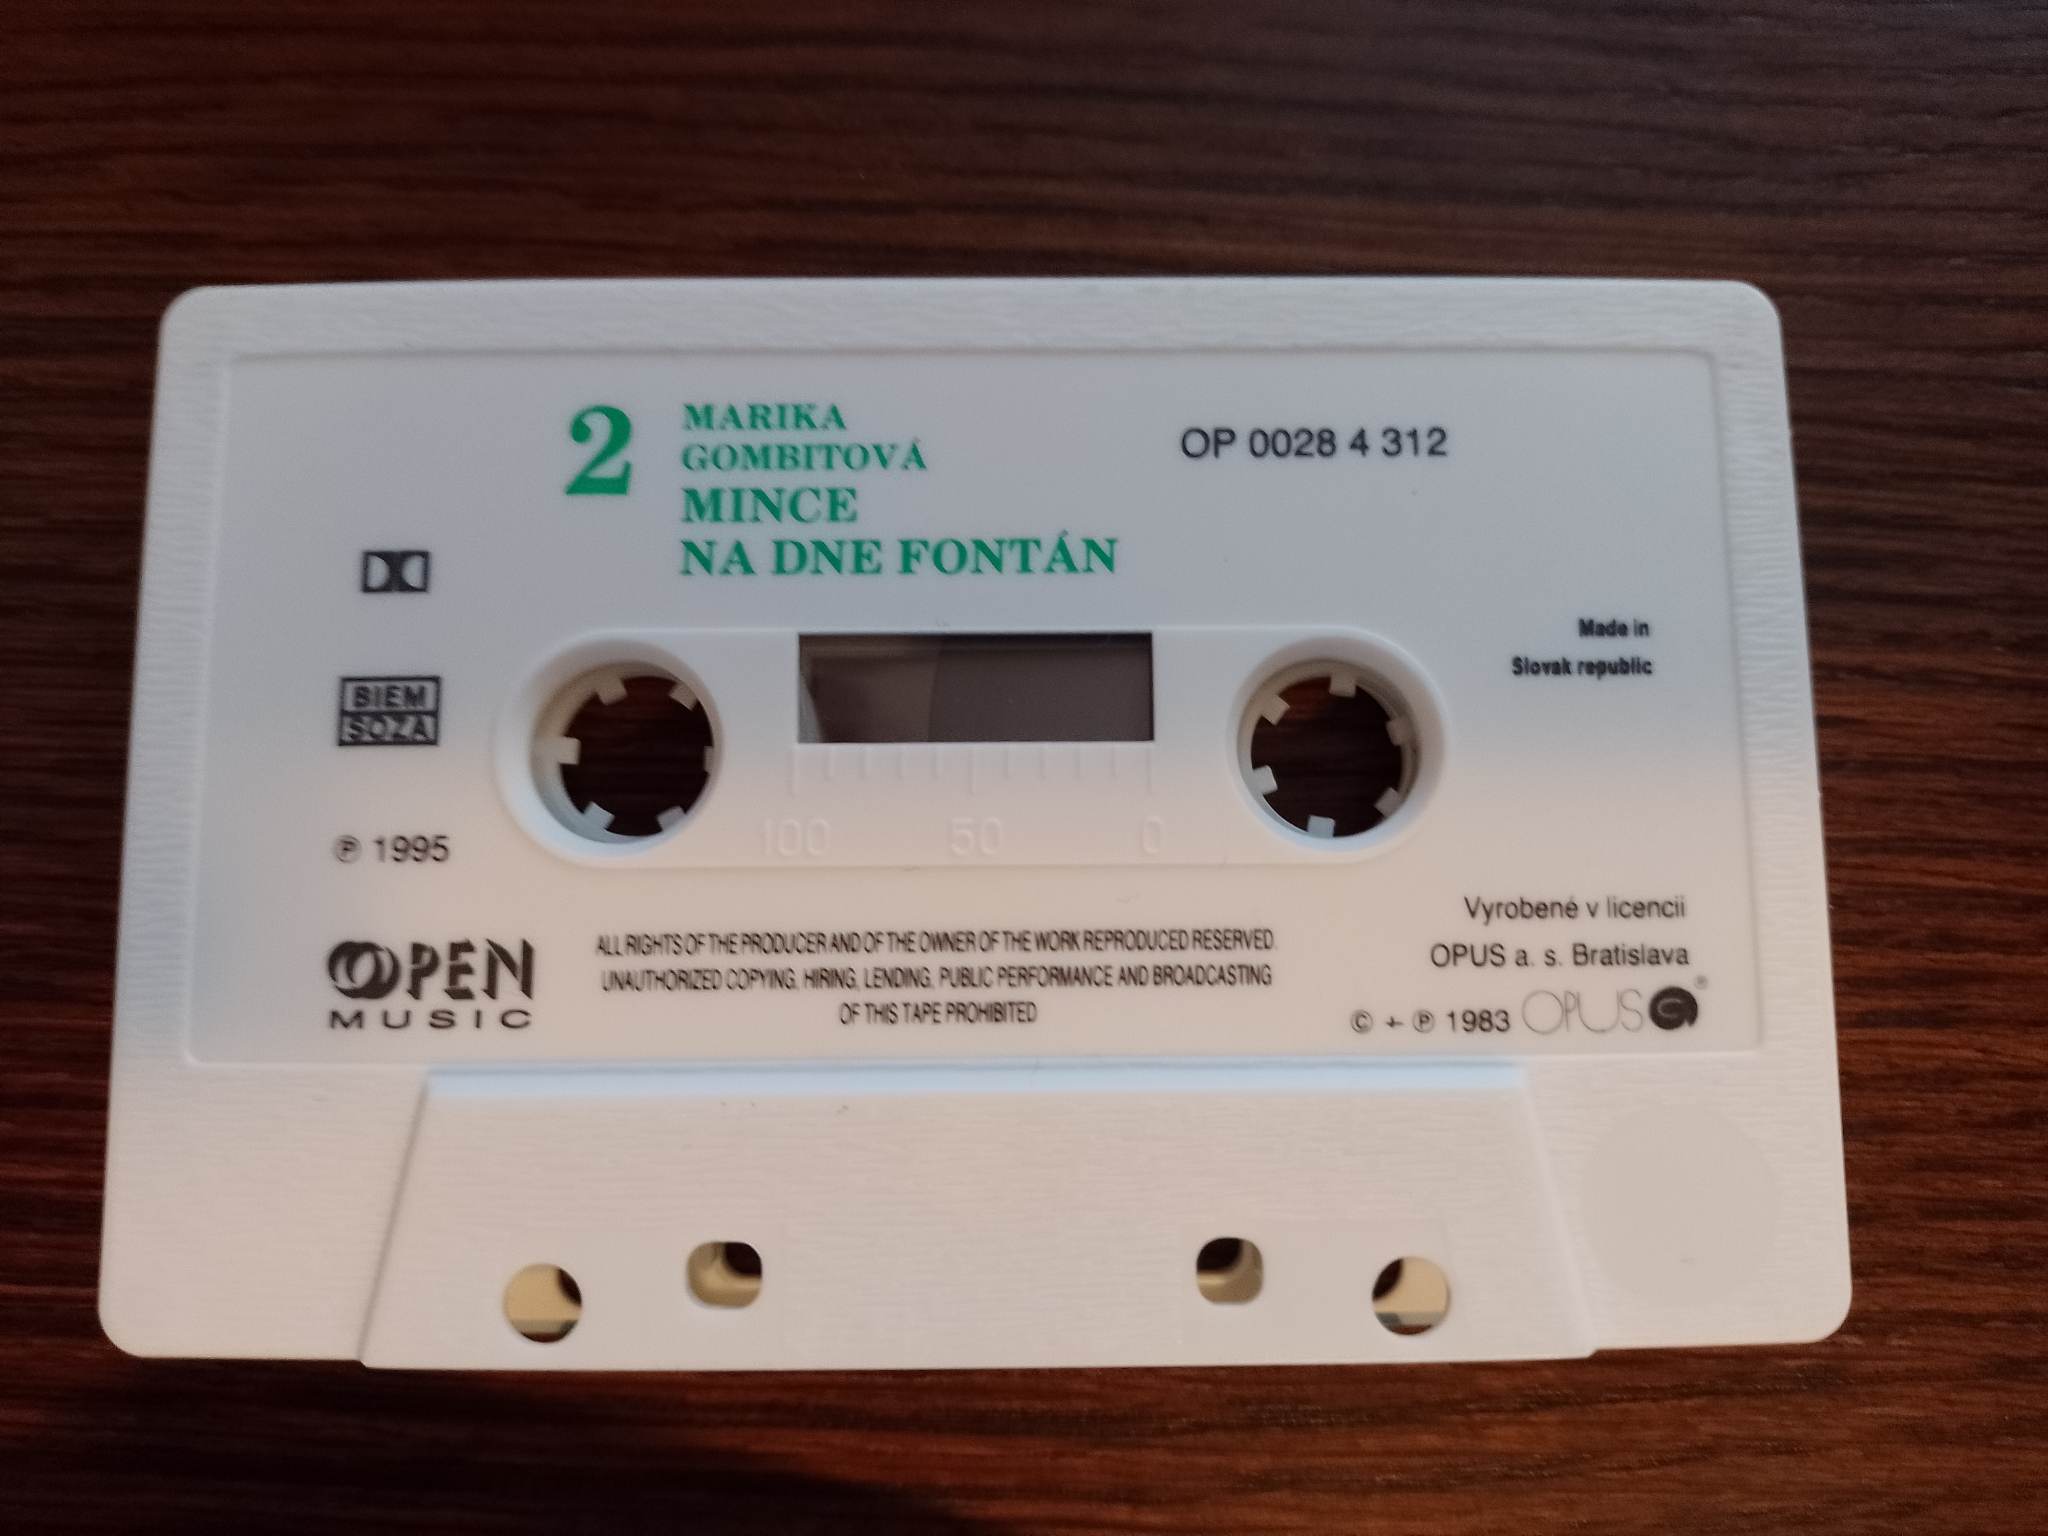 2
MARIKA
GOMBITOVÁ
MINCE
NA DNE FONTÁN
OP 0028 4 312
BIEM
SOZA
Made in
Slovak republic
100 50 0
℗ 1995
OPEN
MUSIC
ALL RIGHTS OF THE PRODUCER AND OF THE OWNER OF THE WORK REPRODUCED RESERVED.
UNAUTHORIZED COPYING, HIRING, LENDING, PUBLIC PERFORMANCE AND BROADCASTING
OF THIS TAPE PROHIBITED
Vyrobené v licencii
OPUS a. s. Bratislava
© + ℗ 1983 OPUS ®